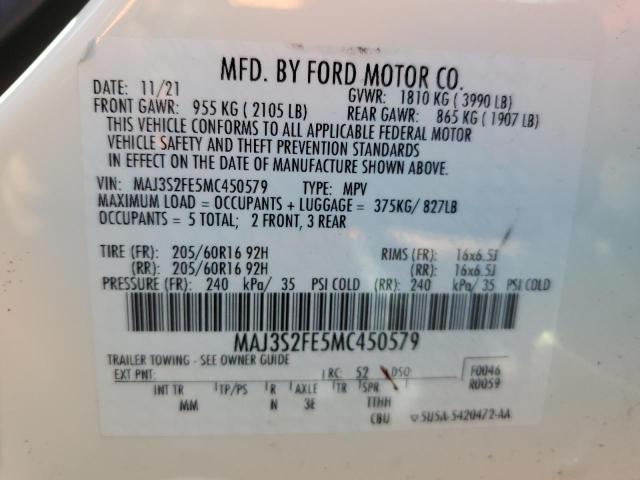 MFD. BY FORD MOTOR CO.
DATE: 11/21 GVWR: 1810 KG ( 3990 LB)
FRONT GAWR: 955 KG ( 2105 LB) REAR GAWR: 865 KG ( 1907 LB)
THIS VEHICLE CONFORMS TO ALL APPLICABLE FEDERAL MOTOR
VEHICLE SAFETY AND THEFT PREVENTION STANDARDS
IN EFFECT ON THE DATE OF MANUFACTURE SHOWN ABOVE.
VIN: MAJ3S2FE5MC450579 TYPE: MPV
MAXIMUM LOAD = OCCUPANTS + LUGGAGE = 375KG/ 827LB
OCCUPANTS = 5 TOTAL; 2 FRONT, 3 REAR
TIRE (FR): 205/60R16 92H RIMS (FR): 16x6.5J
(RR): 205/60R16 92H (RR): 16x6.5J
PRESSURE (FR): 240 kPa/ 35 PSI COLD (RR): 240 kPa/ 35 PSI COLD
MAJ3S2FE5MC450579
TRAILER TOWING - SEE OWNER GUIDE
EXT PNT: RC: 52 DSO: F0046
R0059
INT TR TP/PS R AXLE TR SPR
MM N 3E TTHH
CBU 5U5A-5420472-AA